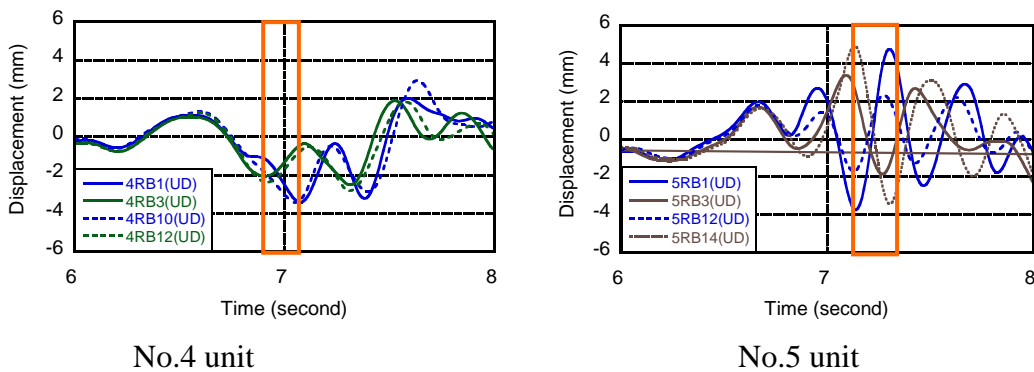 6
4
2
0
-2
-4
-6
Displacement (mm)
4RB1(UD)
4RB3(UD)
4RB10(UD)
4RB12(UD)
6 7 8
Time (second)
No.4 unit
6
4
2
0
-2
-4
-6
Displacement (mm)
5RB1(UD)
5RB3(UD)
5RB12(UD)
5RB14(UD)
6 7 8
Time (second)
No.5 unit